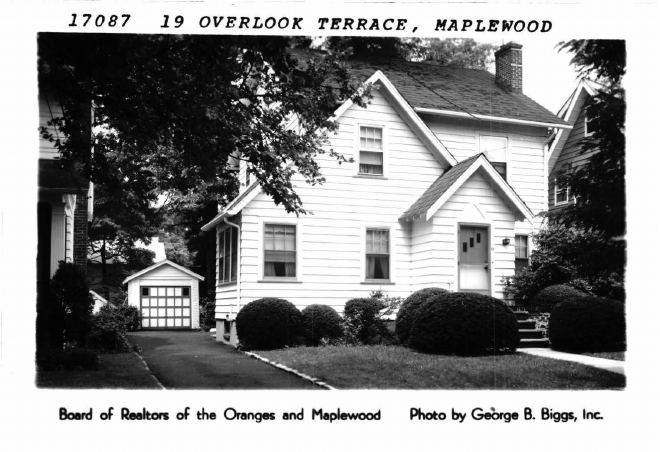 17087 19 OVERLOOK TERRACE, MAPLEWOOD
Board of Realtors of the Oranges and Maplewood Photo by George B. Biggs, Inc.